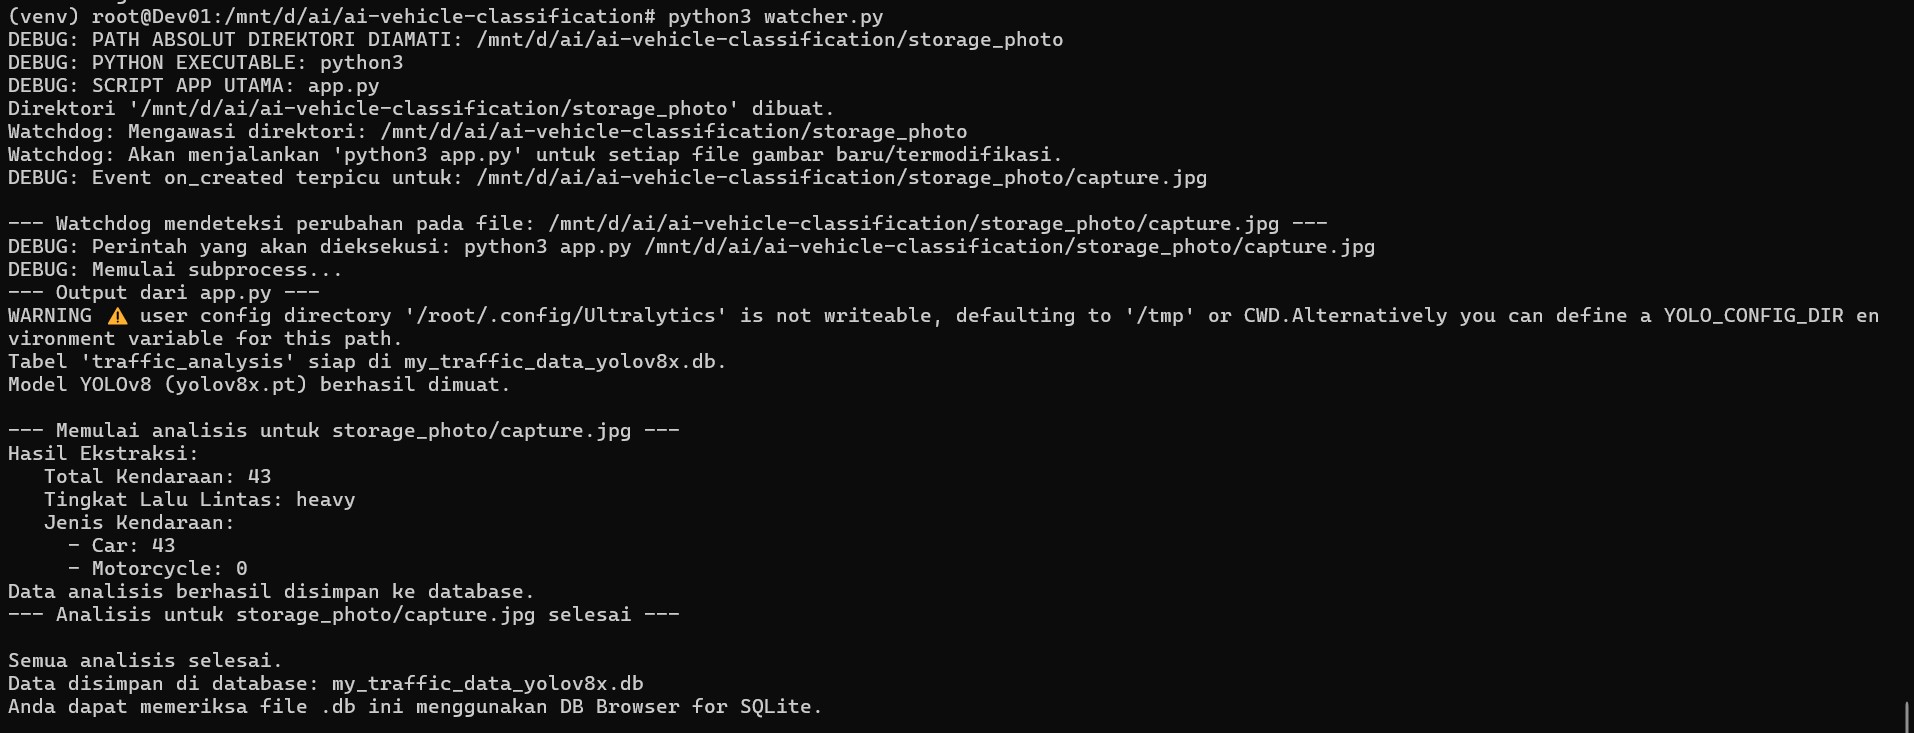 (venv) root@Dev01:/mnt/d/ai/ai-vehicle-classification# python3 watcher.py
DEBUG: PATH ABSOLUT DIREKTORI DIAMATI: /mnt/d/ai/ai-vehicle-classification/storage_photo
DEBUG: PYTHON EXECUTABLE: python3
DEBUG: SCRIPT APP UTAMA: app.py
Direktori '/mnt/d/ai/ai-vehicle-classification/storage_photo' dibuat.
Watchdog: Mengawasi direktori: /mnt/d/ai/ai-vehicle-classification/storage_photo
Watchdog: Akan menjalankan 'python3 app.py' untuk setiap file gambar baru/termodifikasi.
DEBUG: Event on_created terpicu untuk: /mnt/d/ai/ai-vehicle-classification/storage_photo/capture.jpg
--- Watchdog mendeteksi perubahan pada file: /mnt/d/ai/ai-vehicle-classification/storage_photo/capture.jpg ---
DEBUG: Perintah yang akan dieksekusi: python3 app.py /mnt/d/ai/ai-vehicle-classification/storage_photo/capture.jpg
DEBUG: Memulai subprocess...
--- Output dari app.py ---
WARNING ⚠️ user config directory '/root/.config/Ultralytics' is not writeable, defaulting to '/tmp' or CWD.Alternatively you can define a YOLO_CONFIG_DIR en
vironment variable for this path.
Tabel 'traffic_analysis' siap di my_traffic_data_yolov8x.db.
Model YOLOv8 (yolov8x.pt) berhasil dimuat.
--- Memulai analisis untuk storage_photo/capture.jpg ---
Hasil Ekstraksi:
   Total Kendaraan: 43
   Tingkat Lalu Lintas: heavy
   Jenis Kendaraan:
     - Car: 43
     - Motorcycle: 0
Data analisis berhasil disimpan ke database.
--- Analisis untuk storage_photo/capture.jpg selesai ---
Semua analisis selesai.
Data disimpan di database: my_traffic_data_yolov8x.db
Anda dapat memeriksa file .db ini menggunakan DB Browser for SQLite.